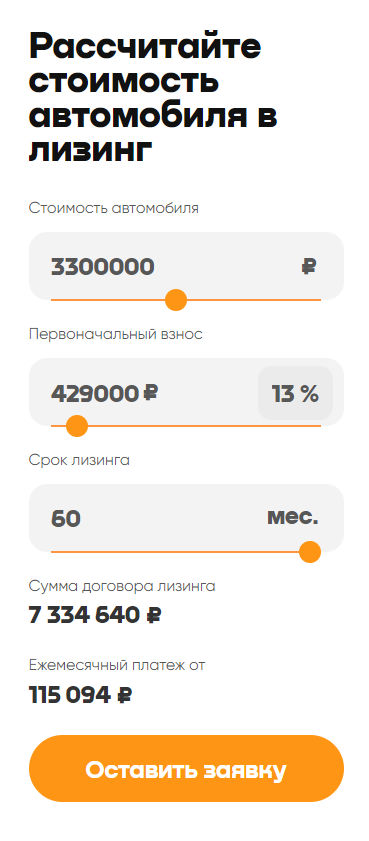 Рассчитайте
стоимость
автомобиля в
лизинг
Стоимость автомобиля
3300000 ₽
Первоначальный взнос
429000 ₽ 13 %
Срок лизинга
60 мес.
Сумма договора лизинга
7 334 640 ₽
Ежемесячный платеж от
115 094 ₽
Оставить заявку